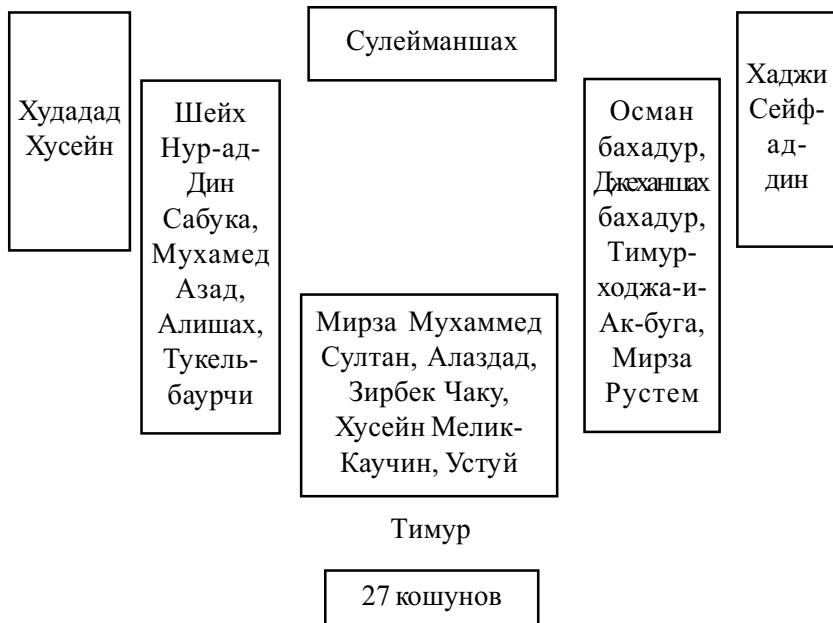 Сулейманшах
Худадад
Хусейн
Шейх
Нур-ад-
Дин
Сабука,
Мухамед
Азад,
Алишах,
Тукель-
баурчи
Мирза Мухаммед
Султан, Алаздад,
Зирбек Чаку,
Хусейн Мелик-
Каучин, Устуй
Осман
бахадур,
Джеханшах
бахадур,
Тимур-
ходжа-и-
Ак-буга,
Мирза
Рустем
Хаджи
Сейф-
ад-
дин
Тимур
27 кошунов